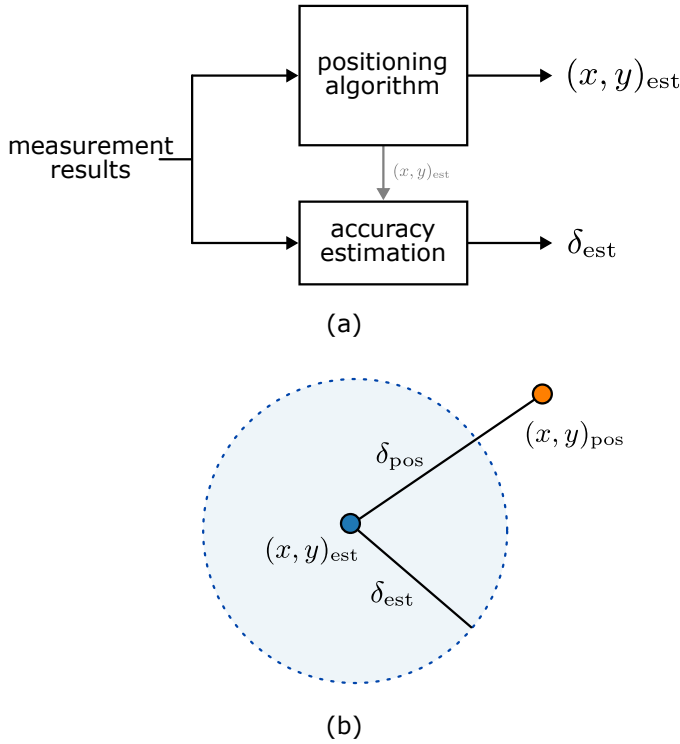 positioning
algorithm
(x, y)est
measurement
results
(x, y)est
accuracy
estimation
δest
(a)
(x, y)pos
δpos
(x, y)est
δest
(b)